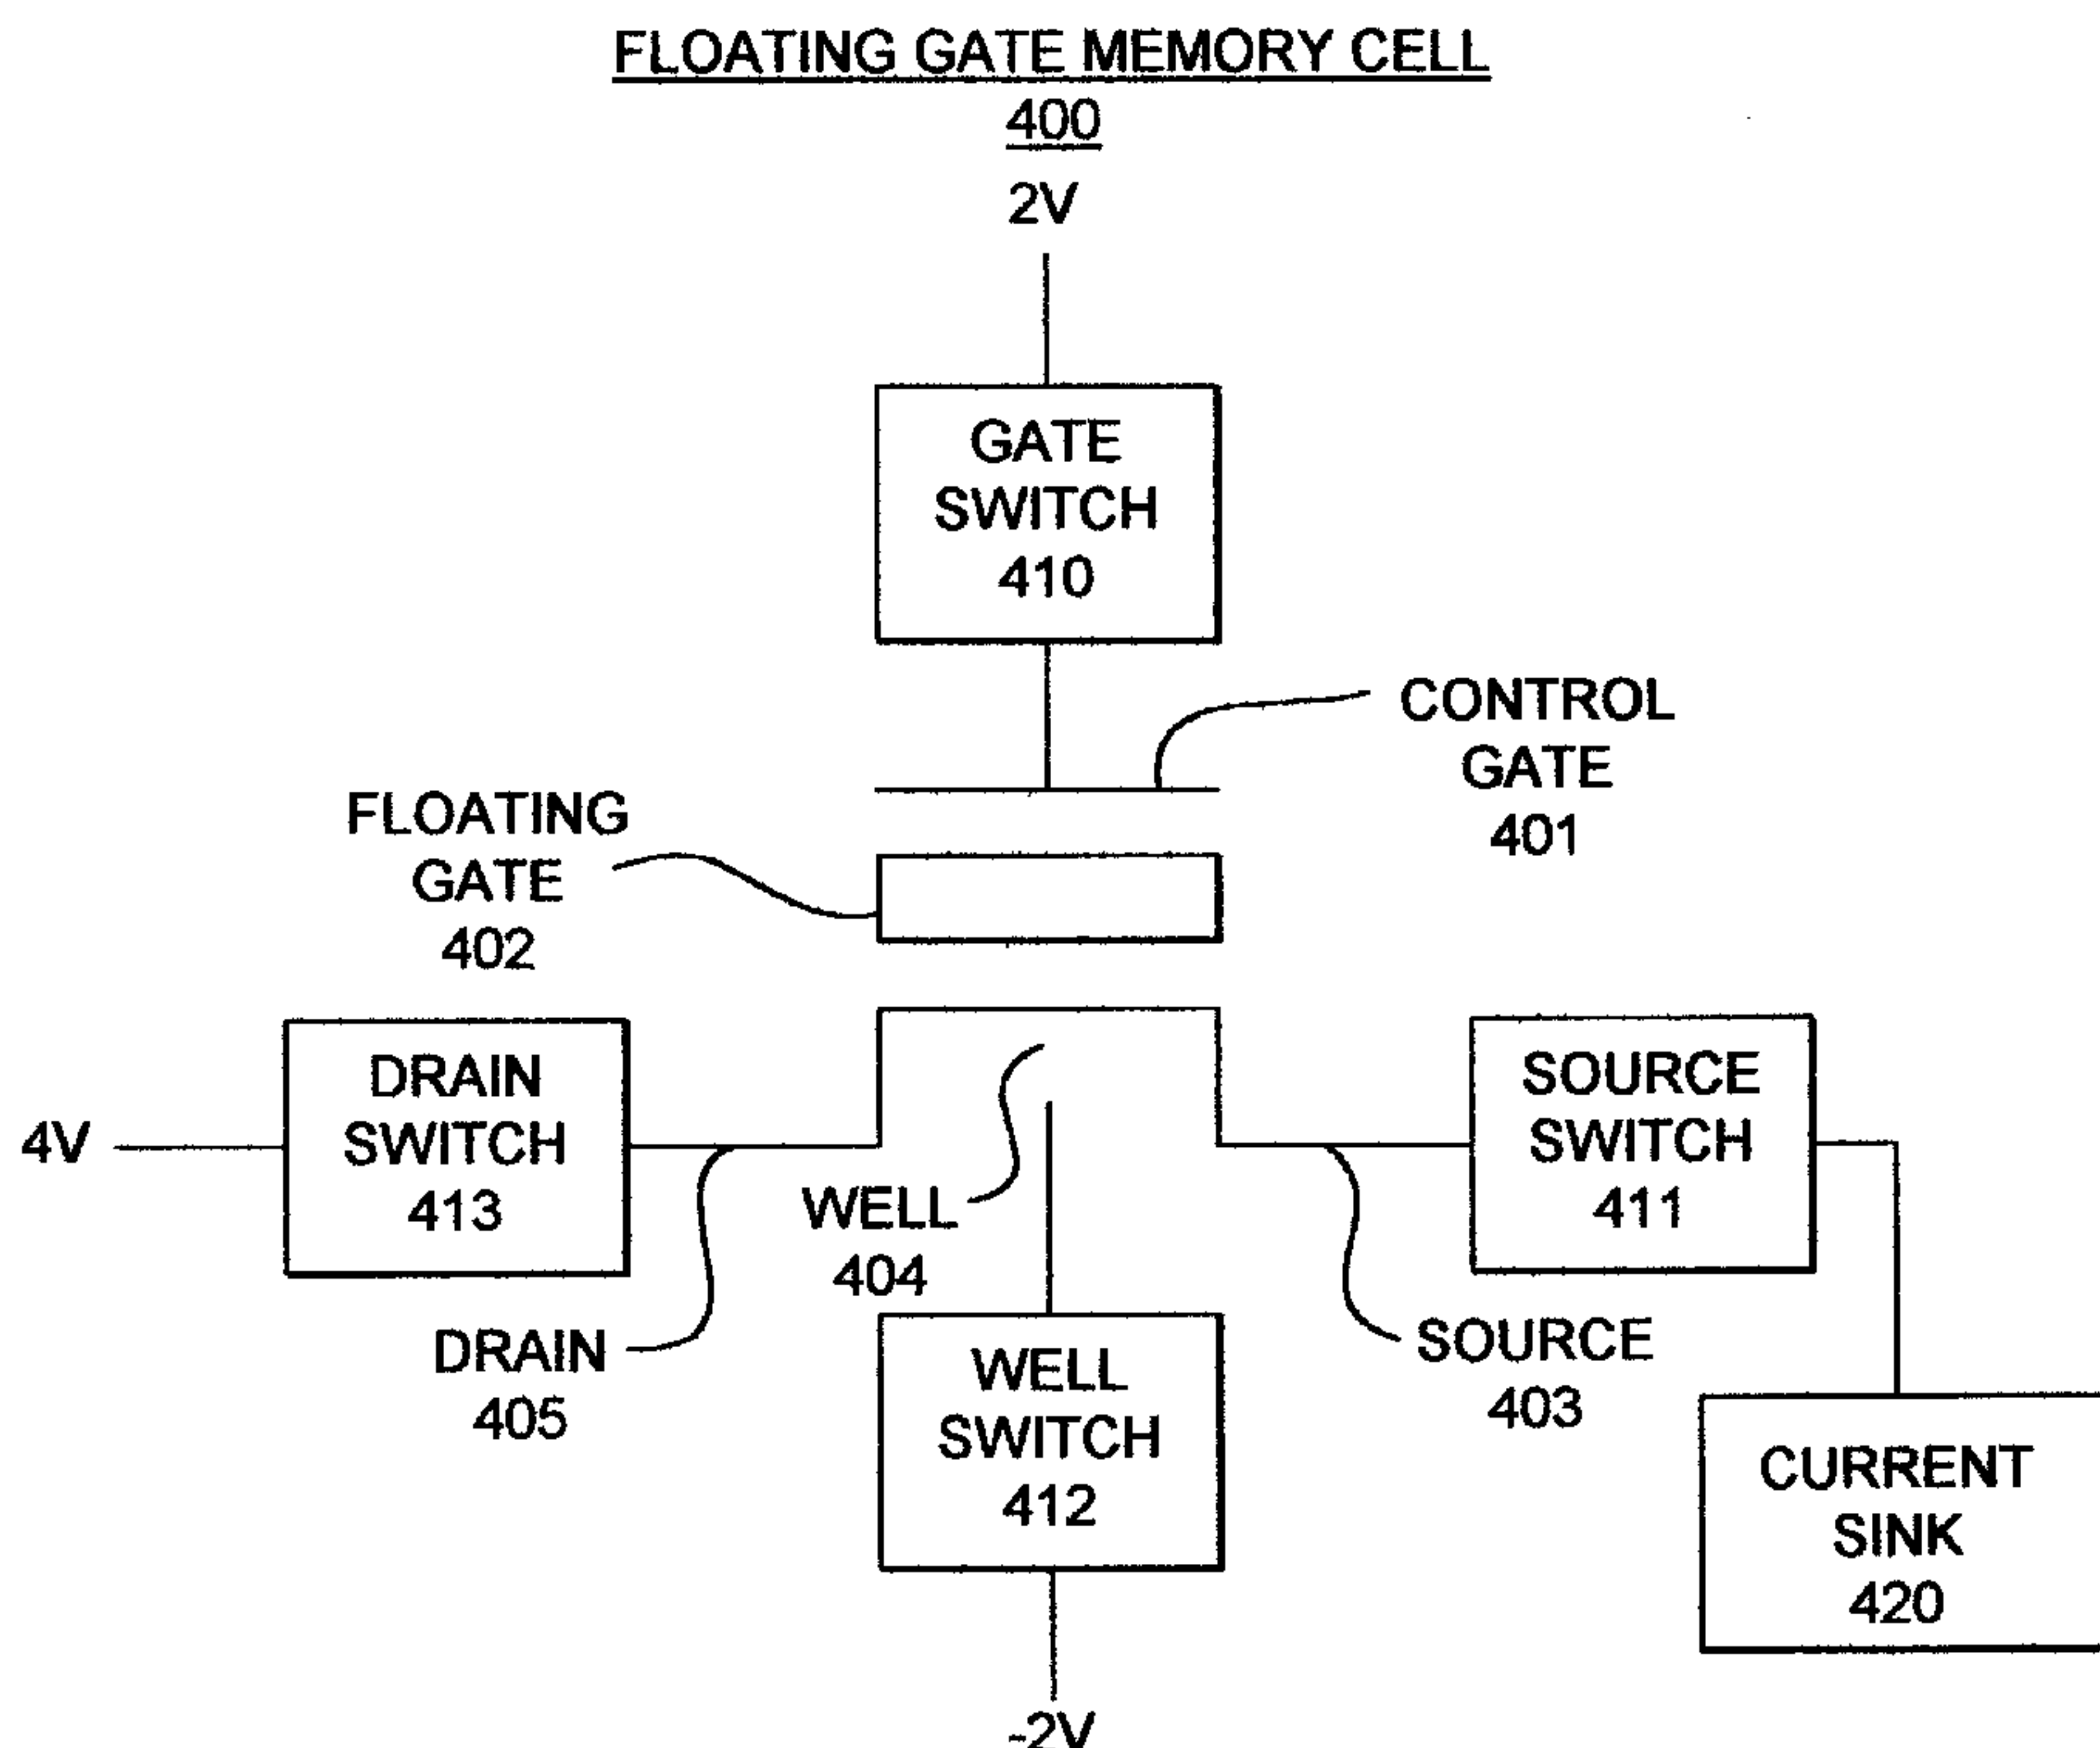 FLOATING GATE MEMORY CELL
400
2V
GATE
SWITCH
410
CONTROL
GATE
401
FLOATING
GATE
402
DRAIN
SWITCH
413
4V
SOURCE
SWITCH
411
WELL
404
DRAIN
405
WELL
SWITCH
412
SOURCE
403
CURRENT
SINK
420
-2V